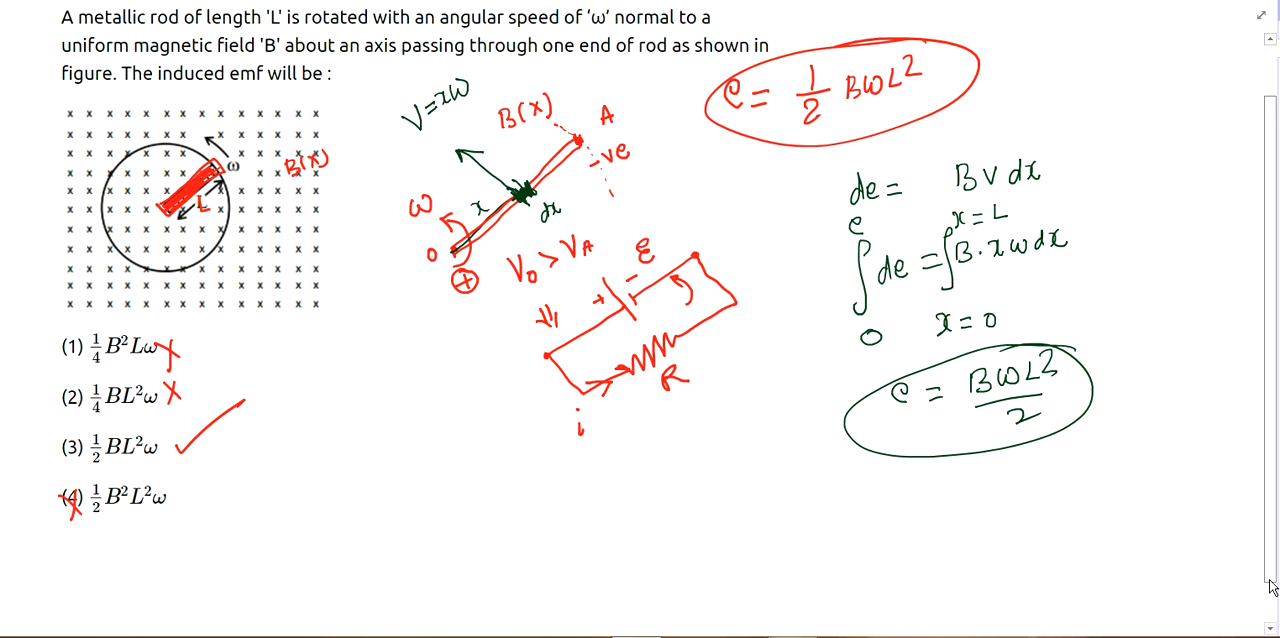 A metallic rod of length 'L' is rotated with an angular speed of 'ω' normal to a
uniform magnetic field 'B' about an axis passing through one end of rod as shown in
figure. The induced emf will be :
x x x x x x x x x x x x x x
ω
B(x)
L
(1) 1/4 B²Lω
(2) 1/4 BL²ω
(3) 1/2 BL²ω
(4) 1/2 B²L²ω
V=xω
B(x)
A
-ve
ω
x
dx
O
+
V₀ > V_A
ε
+
-
R
i
e = 1/2 BωL²
de = B v dx
∫₀ᵉ de = ∫ B·xω dx
x=L
x=0
e = BωL²/2